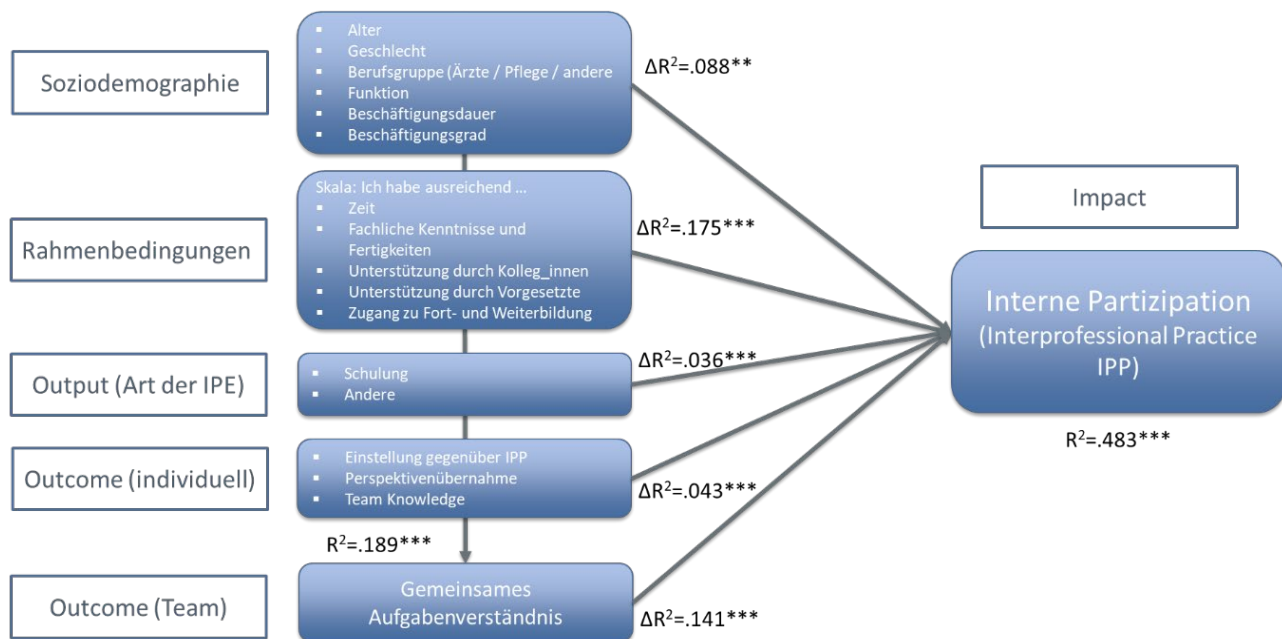 Soziodemographie
▪ Alter
▪ Geschlecht
▪ Berufsgruppe (Ärzte / Pflege / andere
▪ Funktion
▪ Beschäftigungsdauer
▪ Beschäftigungsgrad
ΔR²=.088**
Rahmenbedingungen
Skala: Ich habe ausreichend ...
▪ Zeit
▪ Fachliche Kenntnisse und
Fertigkeiten
▪ Unterstützung durch Kolleg_innen
▪ Unterstützung durch Vorgesetzte
▪ Zugang zu Fort- und Weiterbildung
ΔR²=.175***
Output (Art der IPE)
▪ Schulung
▪ Andere
ΔR²=.036***
Outcome (individuell)
▪ Einstellung gegenüber IPP
▪ Perspektivenübernahme
▪ Team Knowledge
ΔR²=.043***
R²=.189***
Outcome (Team)
Gemeinsames
Aufgabenverständnis
ΔR²=.141***
Impact
Interne Partizipation
(Interprofessional Practice
IPP)
R²=.483***